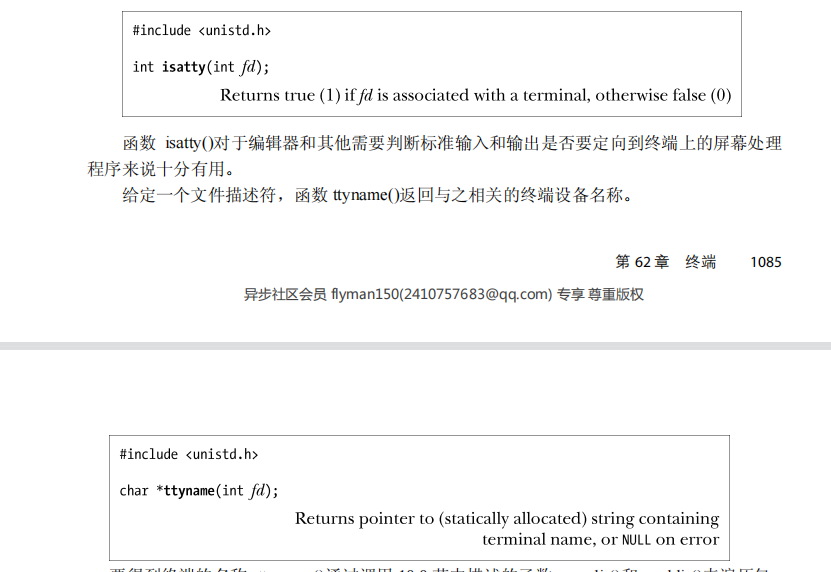 #include <unistd.h>
int isatty(int fd);
Returns true (1) if fd is associated with a terminal, otherwise false (0)
函数 isatty()对于编辑器和其他需要判断标准输入和输出是否要定向到终端上的屏幕处理
程序来说十分有用。
给定一个文件描述符，函数 ttyname()返回与之相关的终端设备名称。
第 62 章 终端 1085
异步社区会员 flyman150(2410757683@qq.com) 专享 尊重版权
#include <unistd.h>
char *ttyname(int fd);
Returns pointer to (statically allocated) string containing
terminal name, or NULL on error